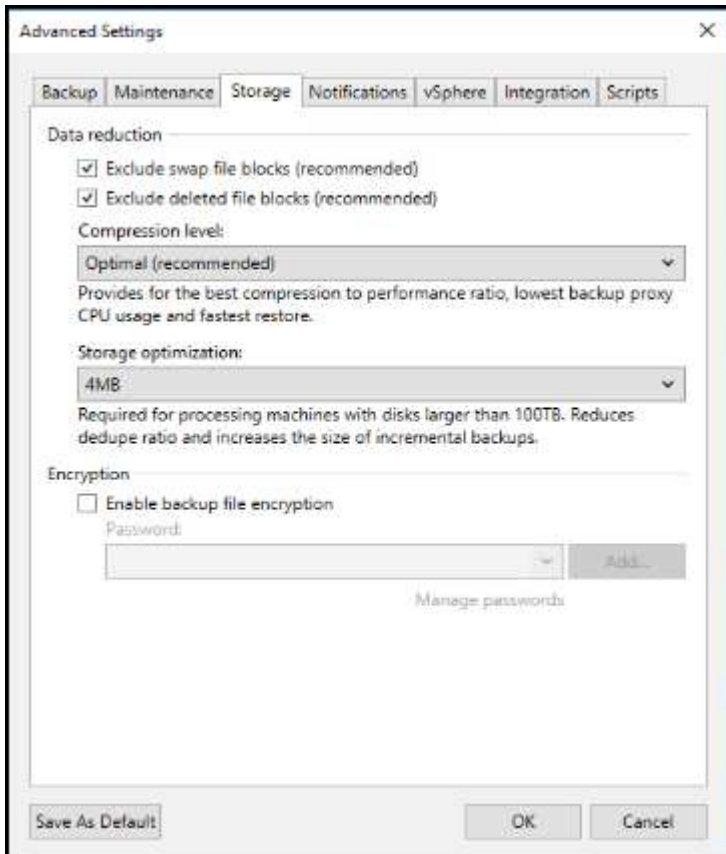 Advanced Settings
Backup Maintenance Storage Notifications vSphere Integration Scripts
Data reduction
Exclude swap file blocks (recommended)
Exclude deleted file blocks (recommended)
Compression level:
Optimal (recommended)
Provides for the best compression to performance ratio, lowest backup proxy
CPU usage and fastest restore.
Storage optimization:
4MB
Required for processing machines with disks larger than 100TB. Reduces
dedupe ratio and increases the size of incremental backups.
Encryption
Enable backup file encryption
Password:
Add...
Manage passwords
Save As Default OK Cancel